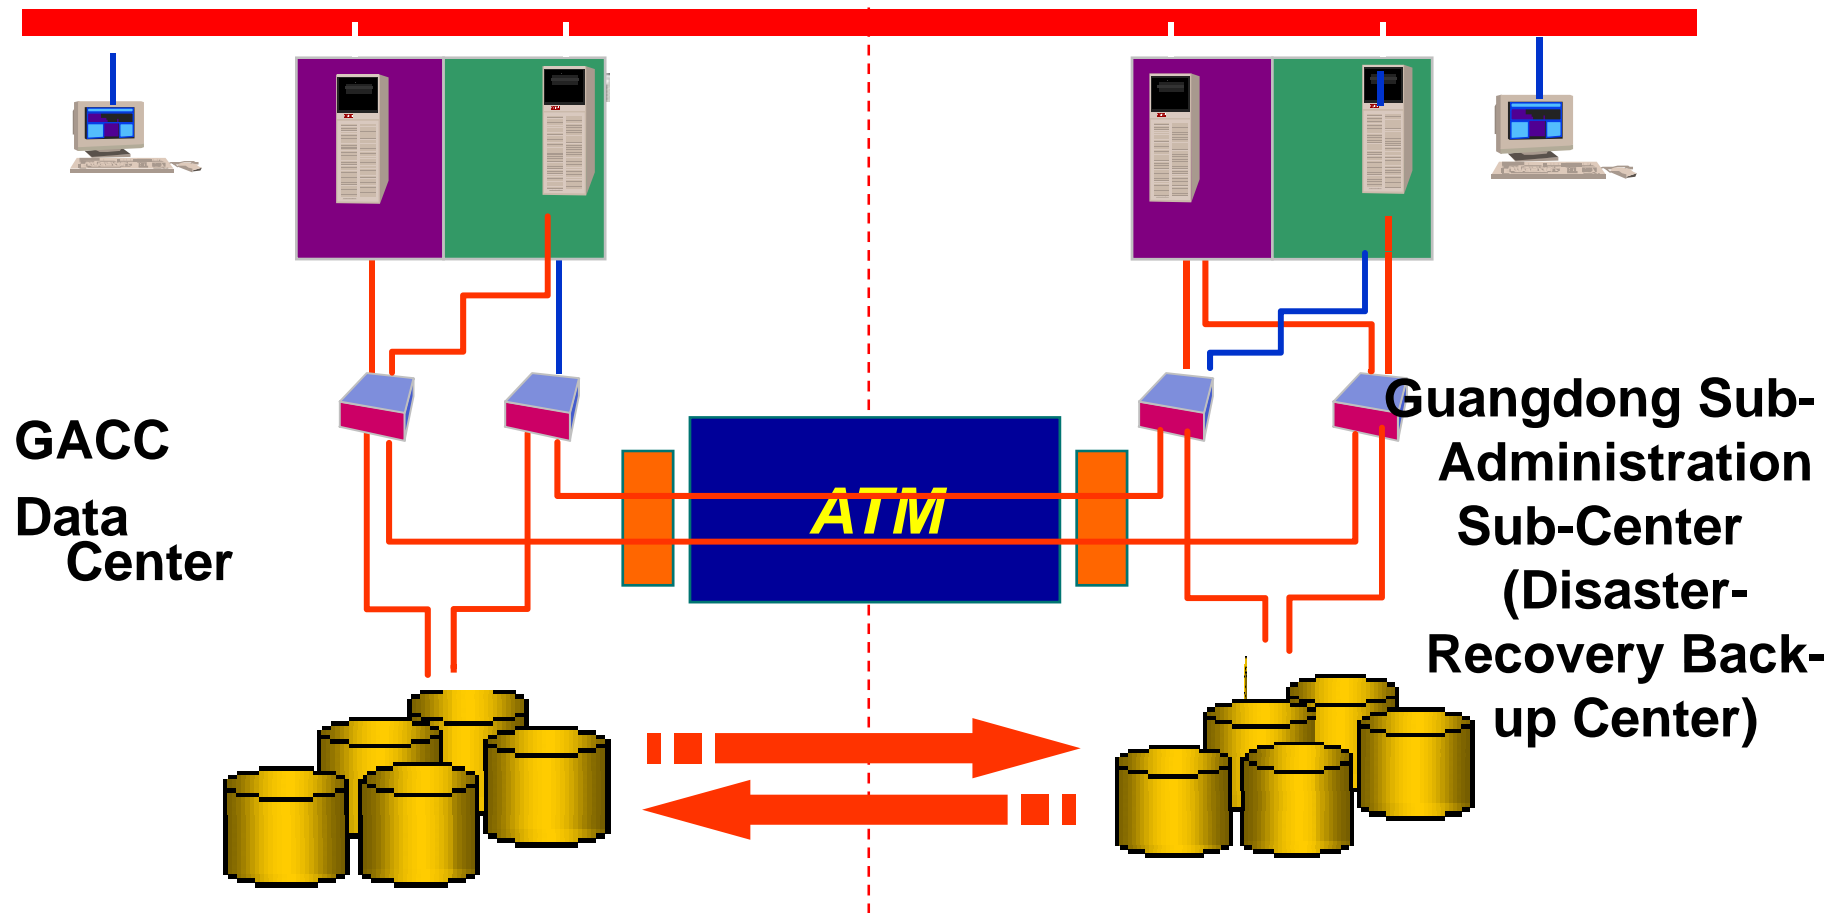 GACC
Data
Center
ATM
Guangdong Sub-
Administration
Sub-Center
(Disaster-
Recovery Back-
up Center)